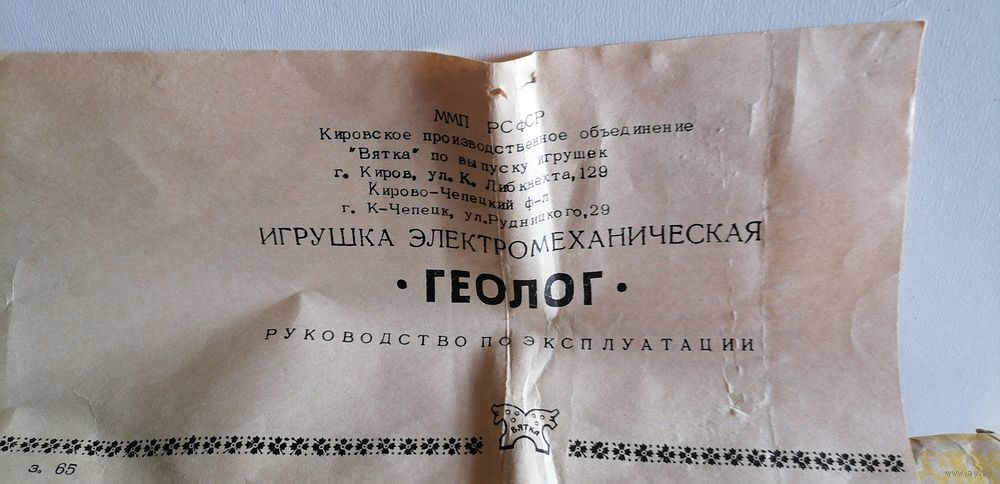 ММП РСФСР
Кировское производственное объединение
"Вятка" по выпуску игрушек
г. Киров, ул. К. Либкнехта,129
Кирово-Чепецкий ф-л
г. К-Чепецк, ул.Рудницкого,29
ИГРУШКА ЭЛЕКТРОМЕХАНИЧЕСКАЯ
· ГЕОЛОГ ·
РУКОВОДСТВО ПО ЭКСПЛУАТАЦИИ
ВЯТКА
з. 65